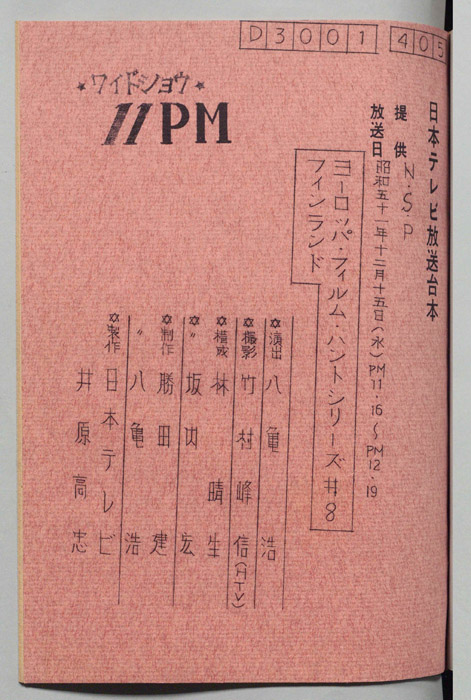 D3001 405
日本テレビ放送台本
提供 N.S.P
放送日 昭和五十一年十二月十五日(水)PM11.16〜PM12.19
ワイドショウ
11PM
ヨーロッパ・フィルム・ハントシリーズ#8
フィンランド
演出 八亀 浩
撮影 竹村峰信(HTV)
構成 林 晴生
〃 坂内 宏
制作 勝田 建
〃 八亀 浩
製作 日本テレビ
井原高忠